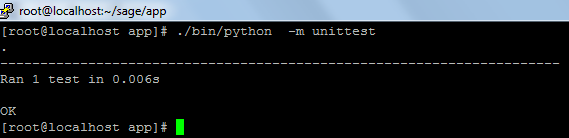 root@localhost:~/sage/app
[root@localhost app]# ./bin/python  -m unittest
.
----------------------------------------------------------------------
Ran 1 test in 0.006s
OK
[root@localhost app]#